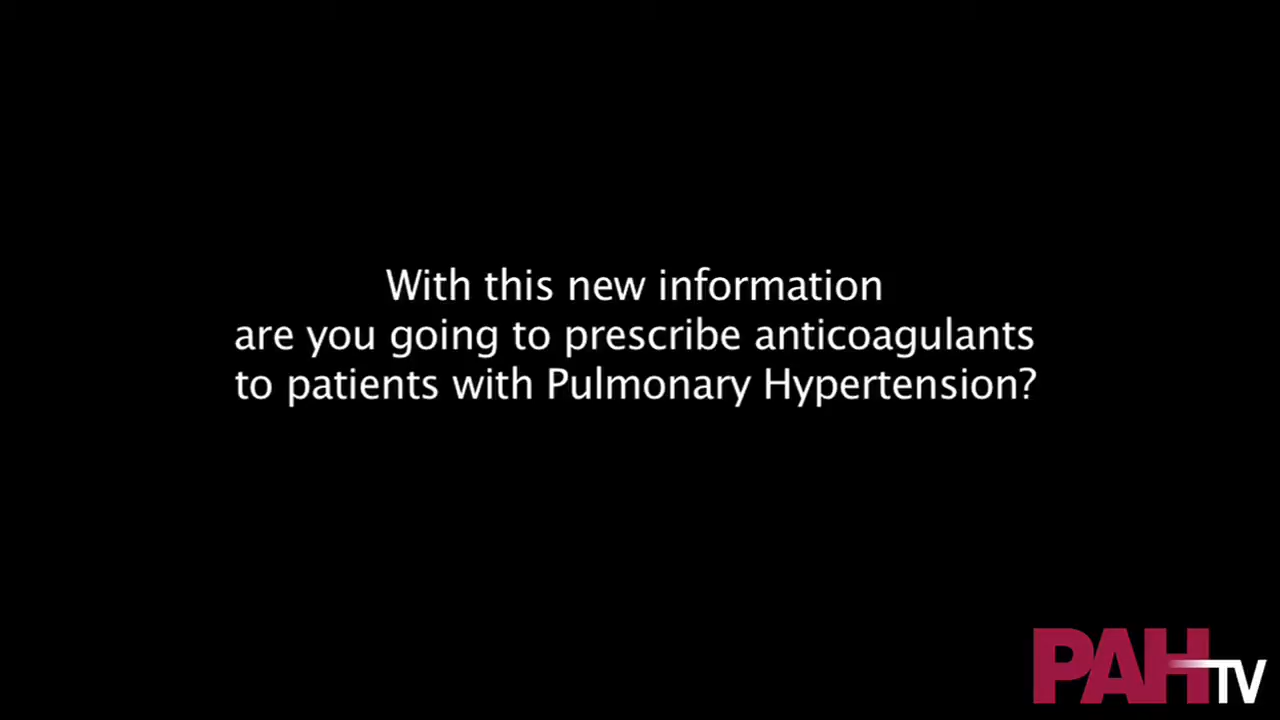 With this new information
are you going to prescribe anticoagulants
to patients with Pulmonary Hypertension?
PAHTV